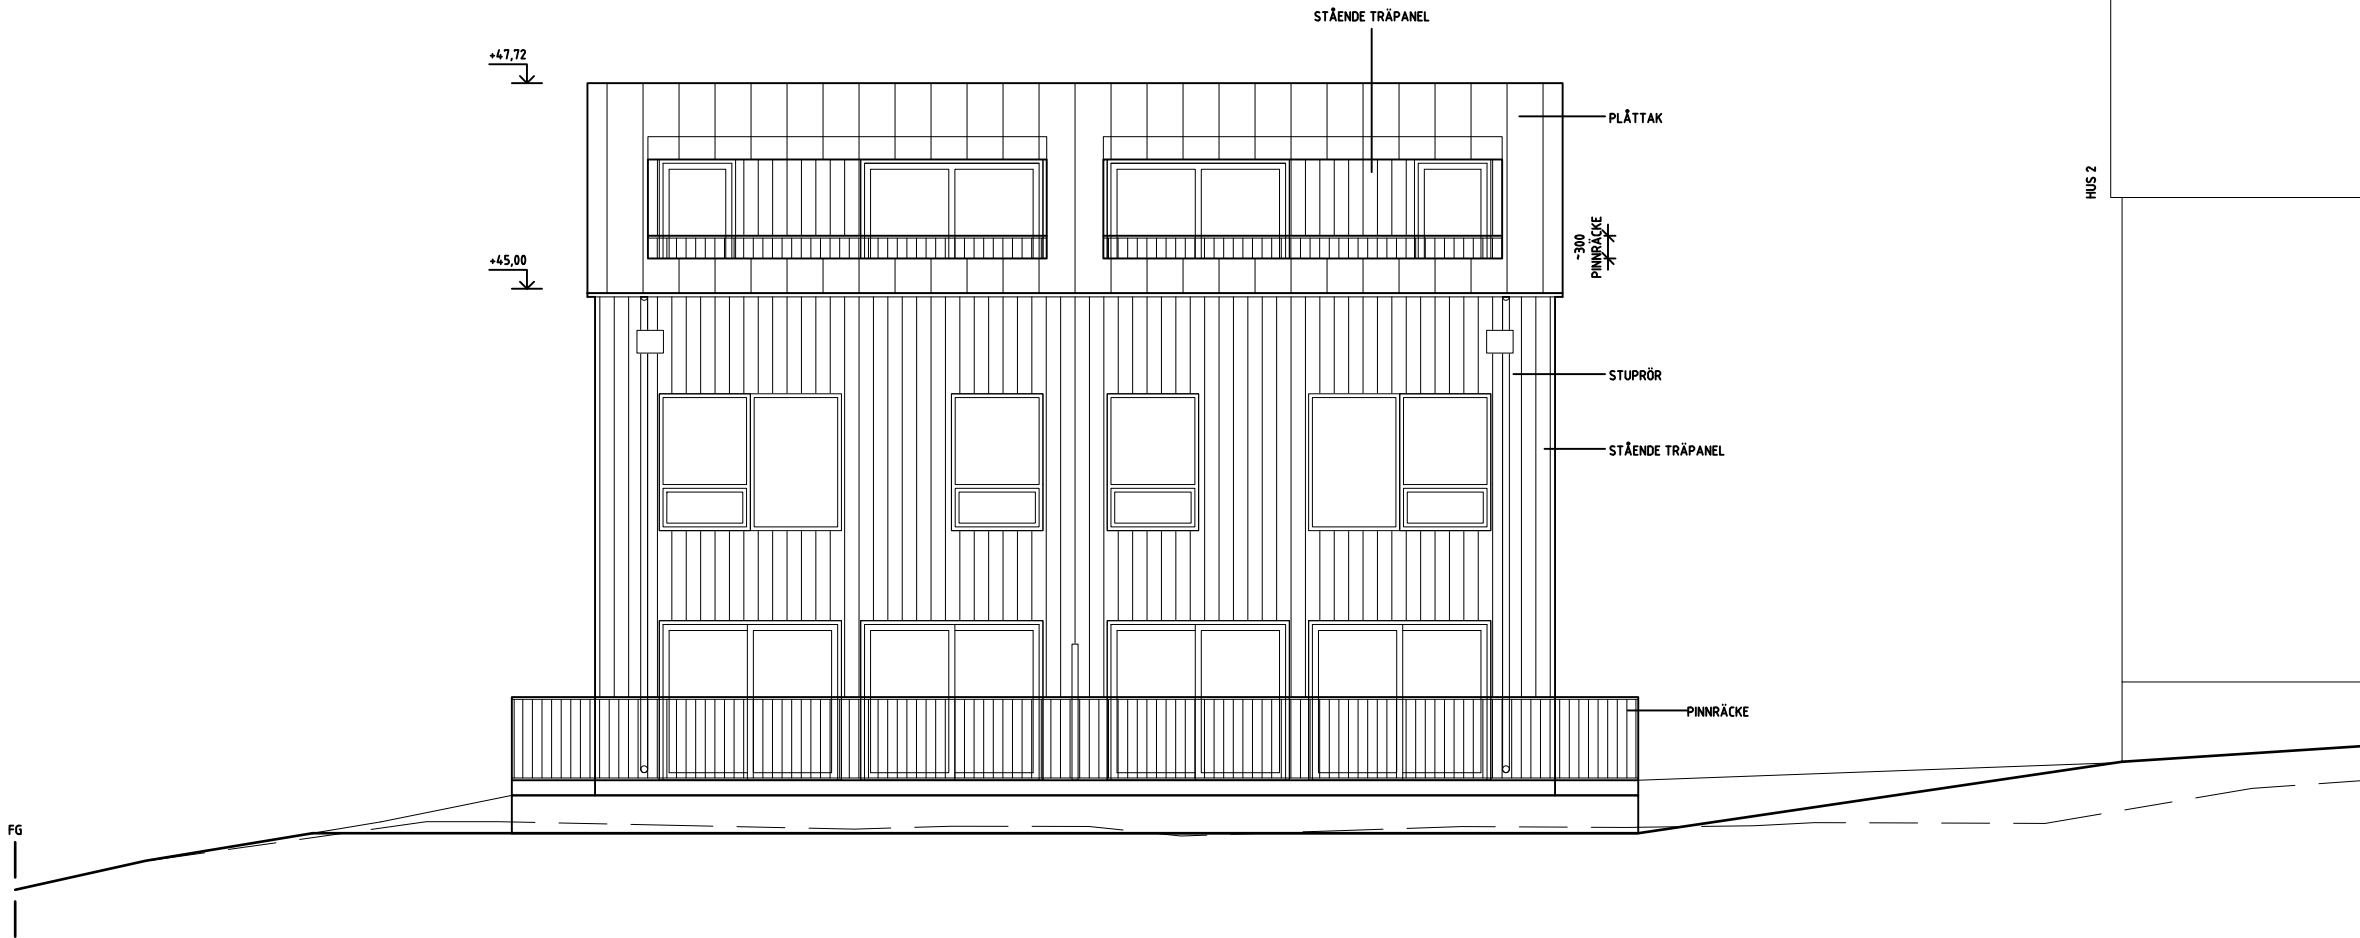 STÅENDE TRÄPANEL
+47,72
PLÅTTAK
HUS 2
~300
PINNRÄCKE
+45,00
STUPRÖR
STÅENDE TRÄPANEL
PINNRÄCKE
FG